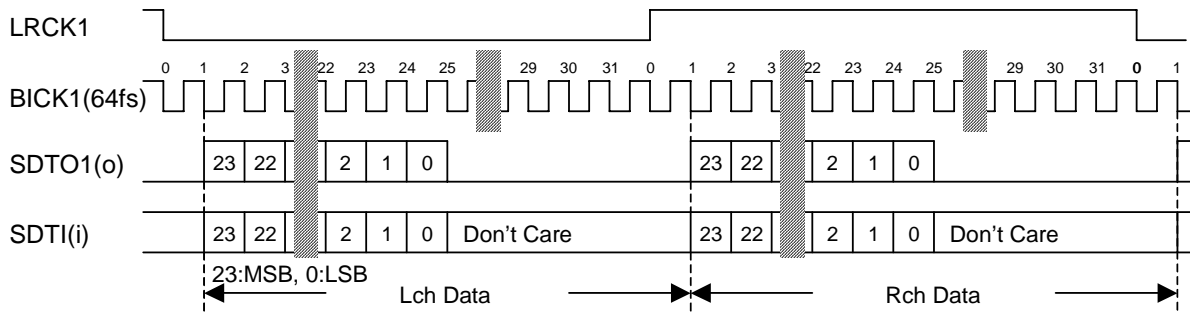 LRCK1
0 1 2 3 22 23 24 25 29 30 31 0 1 2 3 22 23 24 25 29 30 31 0 1
BICK1(64fs)
SDTO1(o) 23 22 2 1 0 23 22 2 1 0
SDTI(i) 23 22 2 1 0 Don't Care 23 22 2 1 0 Don't Care
23:MSB, 0:LSB
Lch Data Rch Data